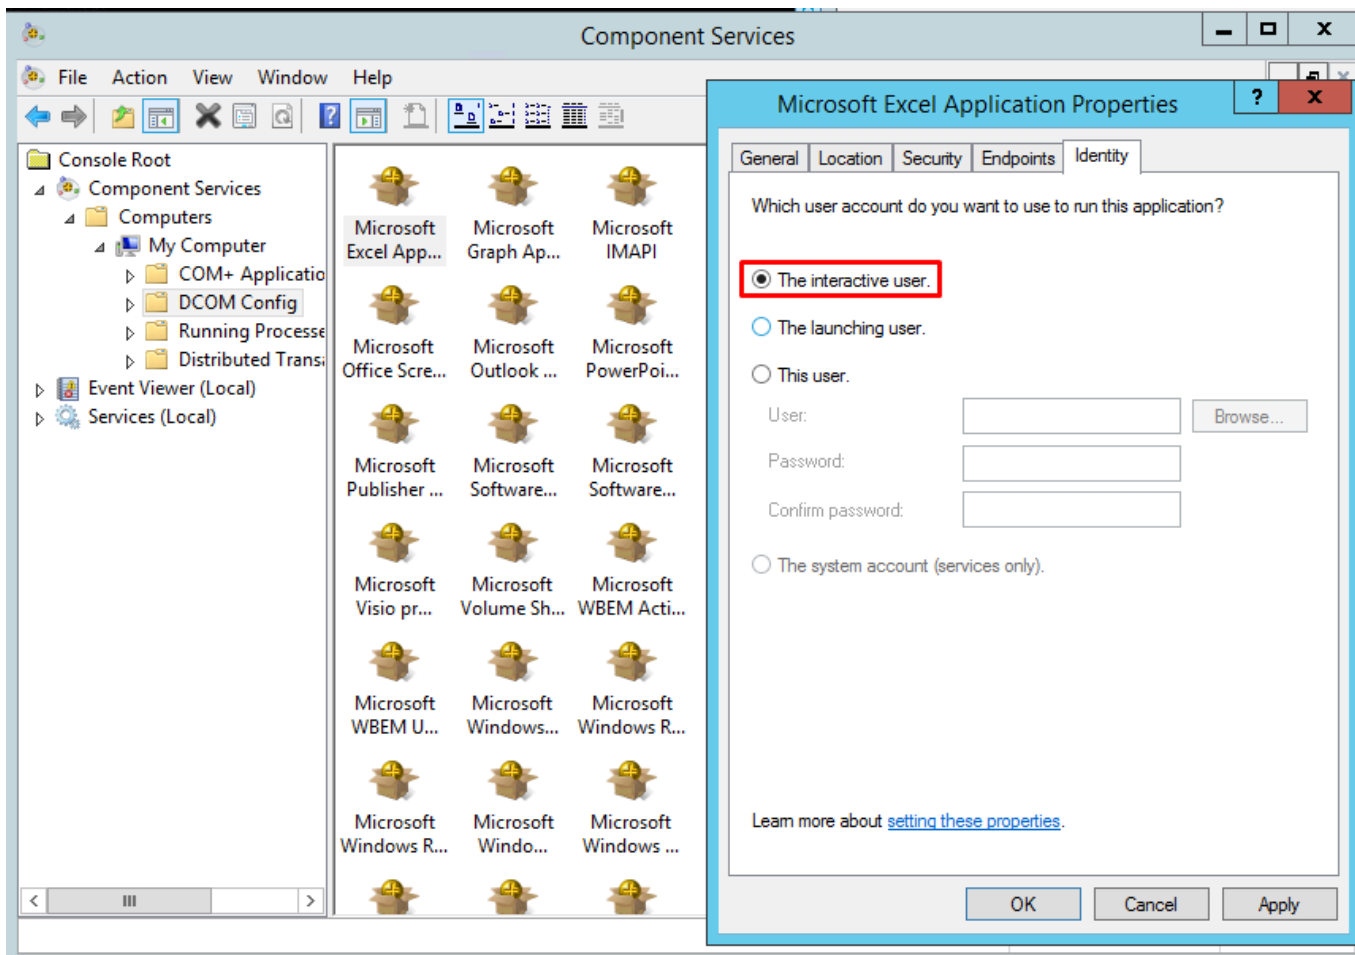 Component Services
File Action View Window Help
Console Root
Component Services
Computers
My Computer
COM+ Applicatio
DCOM Config
Running Processe
Distributed Transa
Event Viewer (Local)
Services (Local)
Microsoft Excel App...
Microsoft Graph Ap...
Microsoft IMAPI
Microsoft Office Scre...
Microsoft Outlook ...
Microsoft PowerPoi...
Microsoft Publisher ...
Microsoft Software...
Microsoft Software...
Microsoft Visio pr...
Microsoft Volume Sh...
Microsoft WBEM Acti...
Microsoft WBEM U...
Microsoft Windows...
Microsoft Windows R...
Microsoft Windows R...
Microsoft Windo...
Microsoft Windows ...
Microsoft Excel Application Properties
General Location Security Endpoints Identity
Which user account do you want to use to run this application?
The interactive user.
The launching user.
This user.
User:
Browse...
Password:
Confirm password:
The system account (services only).
Learn more about setting these properties.
OK Cancel Apply